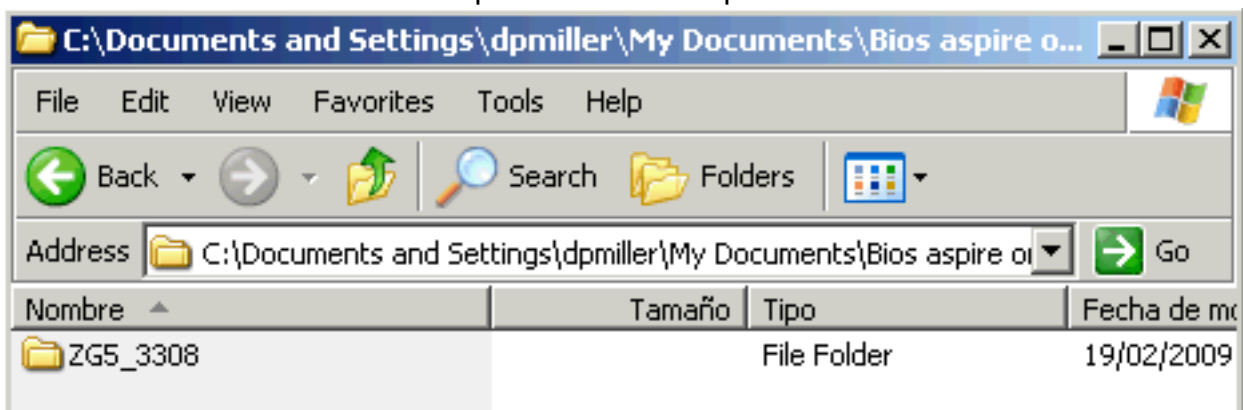 C:\Documents and Settings\dpmiller\My Documents\Bios aspire o...
File Edit View Favorites Tools Help
Back Search Folders
Address C:\Documents and Settings\dpmiller\My Documents\Bios aspire Go
Nombre Tamaño Tipo Fecha de
ZG5_3308 File Folder 19/02/2009